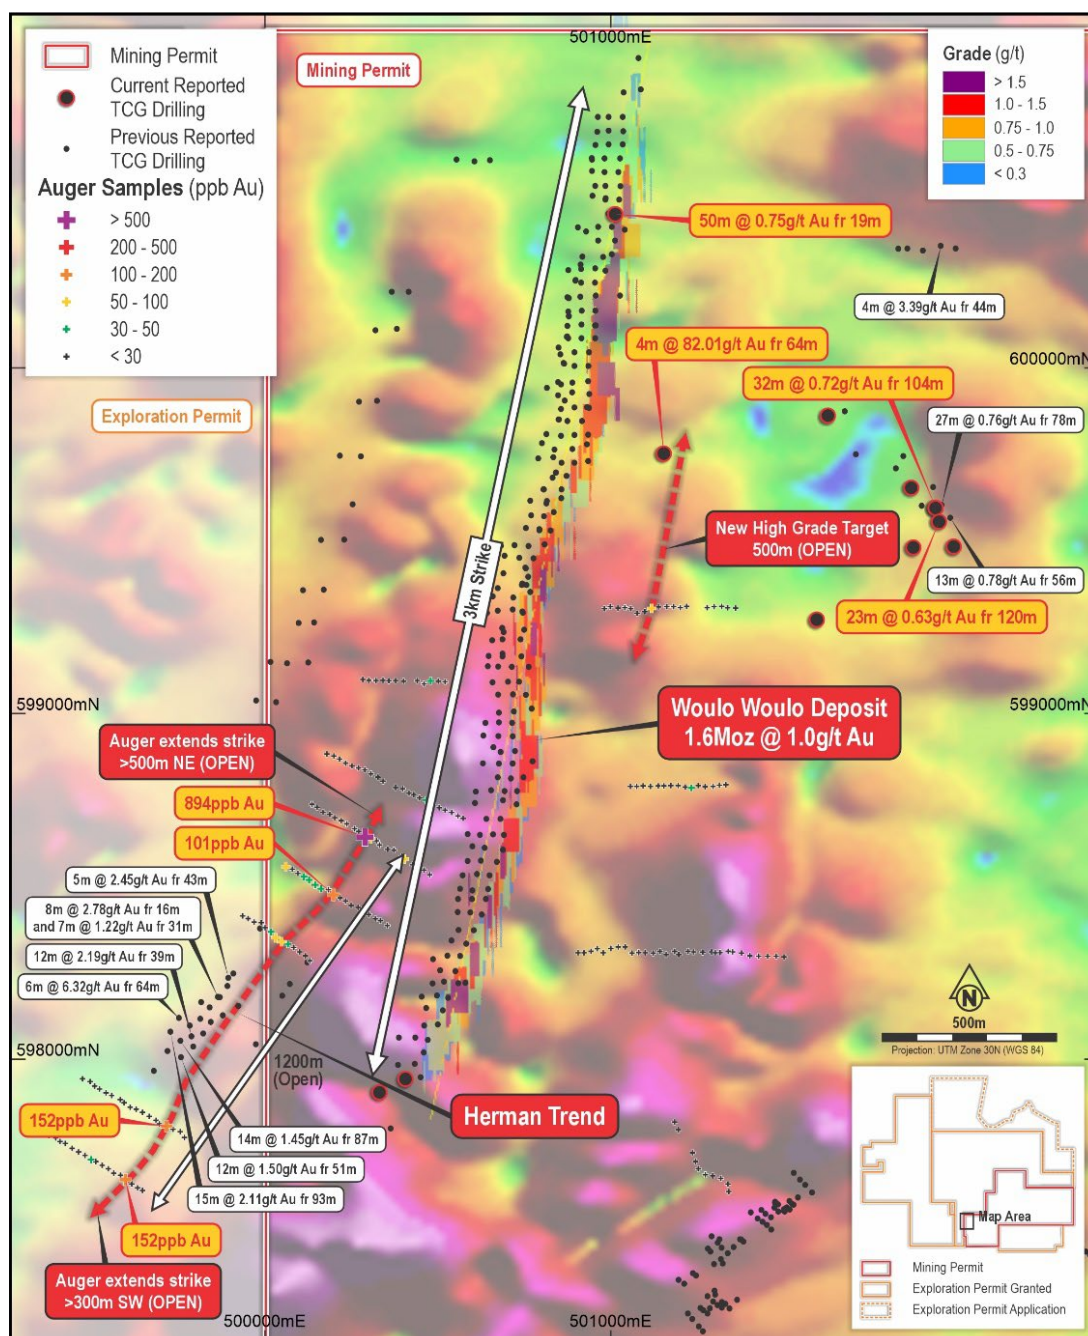 501000mE
Mining Permit
Current Reported
TCG Drilling
Previous Reported
TCG Drilling
Auger Samples (ppb Au)
> 500
200 - 500
100 - 200
50 - 100
30 - 50
< 30
Mining Permit
Exploration Permit
Grade (g/t)
> 1.5
1.0 - 1.5
0.75 - 1.0
0.5 - 0.75
< 0.3
50m @ 0.75g/t Au fr 19m
4m @ 3.39g/t Au fr 44m
4m @ 82.01g/t Au fr 64m
600000mN
32m @ 0.72g/t Au fr 104m
27m @ 0.76g/t Au fr 78m
New High Grade Target
500m (OPEN)
13m @ 0.78g/t Au fr 56m
23m @ 0.63g/t Au fr 120m
3km Strike
599000mN
599000mN
Woulo Woulo Deposit
1.6Moz @ 1.0g/t Au
Auger extends strike
>500m NE (OPEN)
894ppb Au
101ppb Au
5m @ 2.45g/t Au fr 43m
8m @ 2.78g/t Au fr 16m
and 7m @ 1.22g/t Au fr 31m
12m @ 2.19g/t Au fr 39m
6m @ 6.32g/t Au fr 64m
598000mN
1200m
(Open)
Herman Trend
152ppb Au
14m @ 1.45g/t Au fr 87m
12m @ 1.50g/t Au fr 51m
15m @ 2.11g/t Au fr 93m
152ppb Au
Auger extends strike
>300m SW (OPEN)
N
500m
Projection: UTM Zone 30N (WGS 84)
Map Area
Mining Permit
Exploration Permit Granted
Exploration Permit Application
500000mE
501000mE